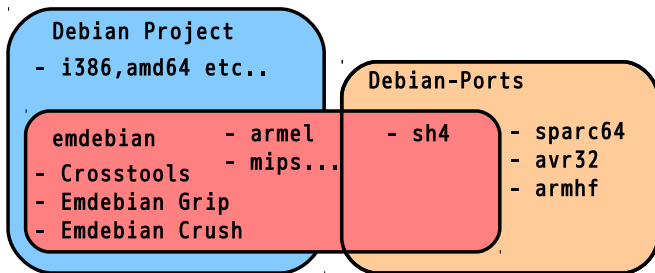 Debian Project
- i386,amd64 etc..
Debian-Ports
emdebian
- Crosstools
- Emdebian Grip
- Emdebian Crush
- armel
- mips...
- sh4
- sparc64
- avr32
- armhf